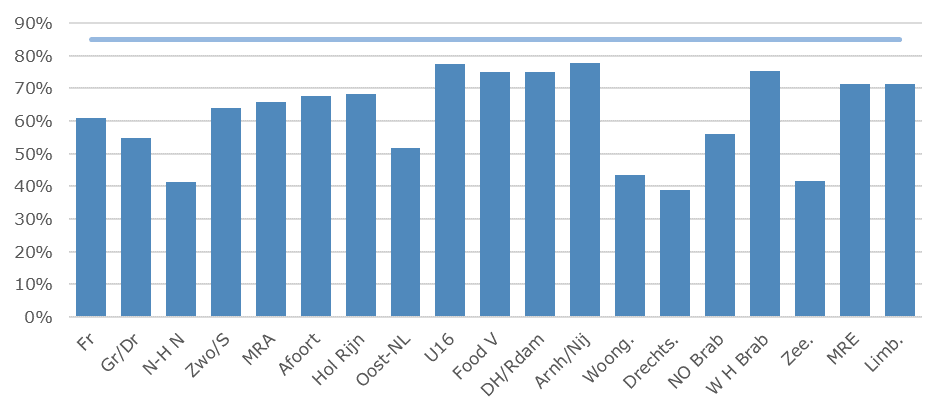 90%
80%
70%
60%
50%
40%
30%
20%
10%
0%
Fr
Gr/Dr
N-H N
Zwo/S
MRA
Afoort
Hol Rijn
Oost-NL
U16
Food V
DH/Rdam
Arnh/Nij
Woong.
Drechts.
NO Brab
W H Brab
Zee.
MRE
Limb.